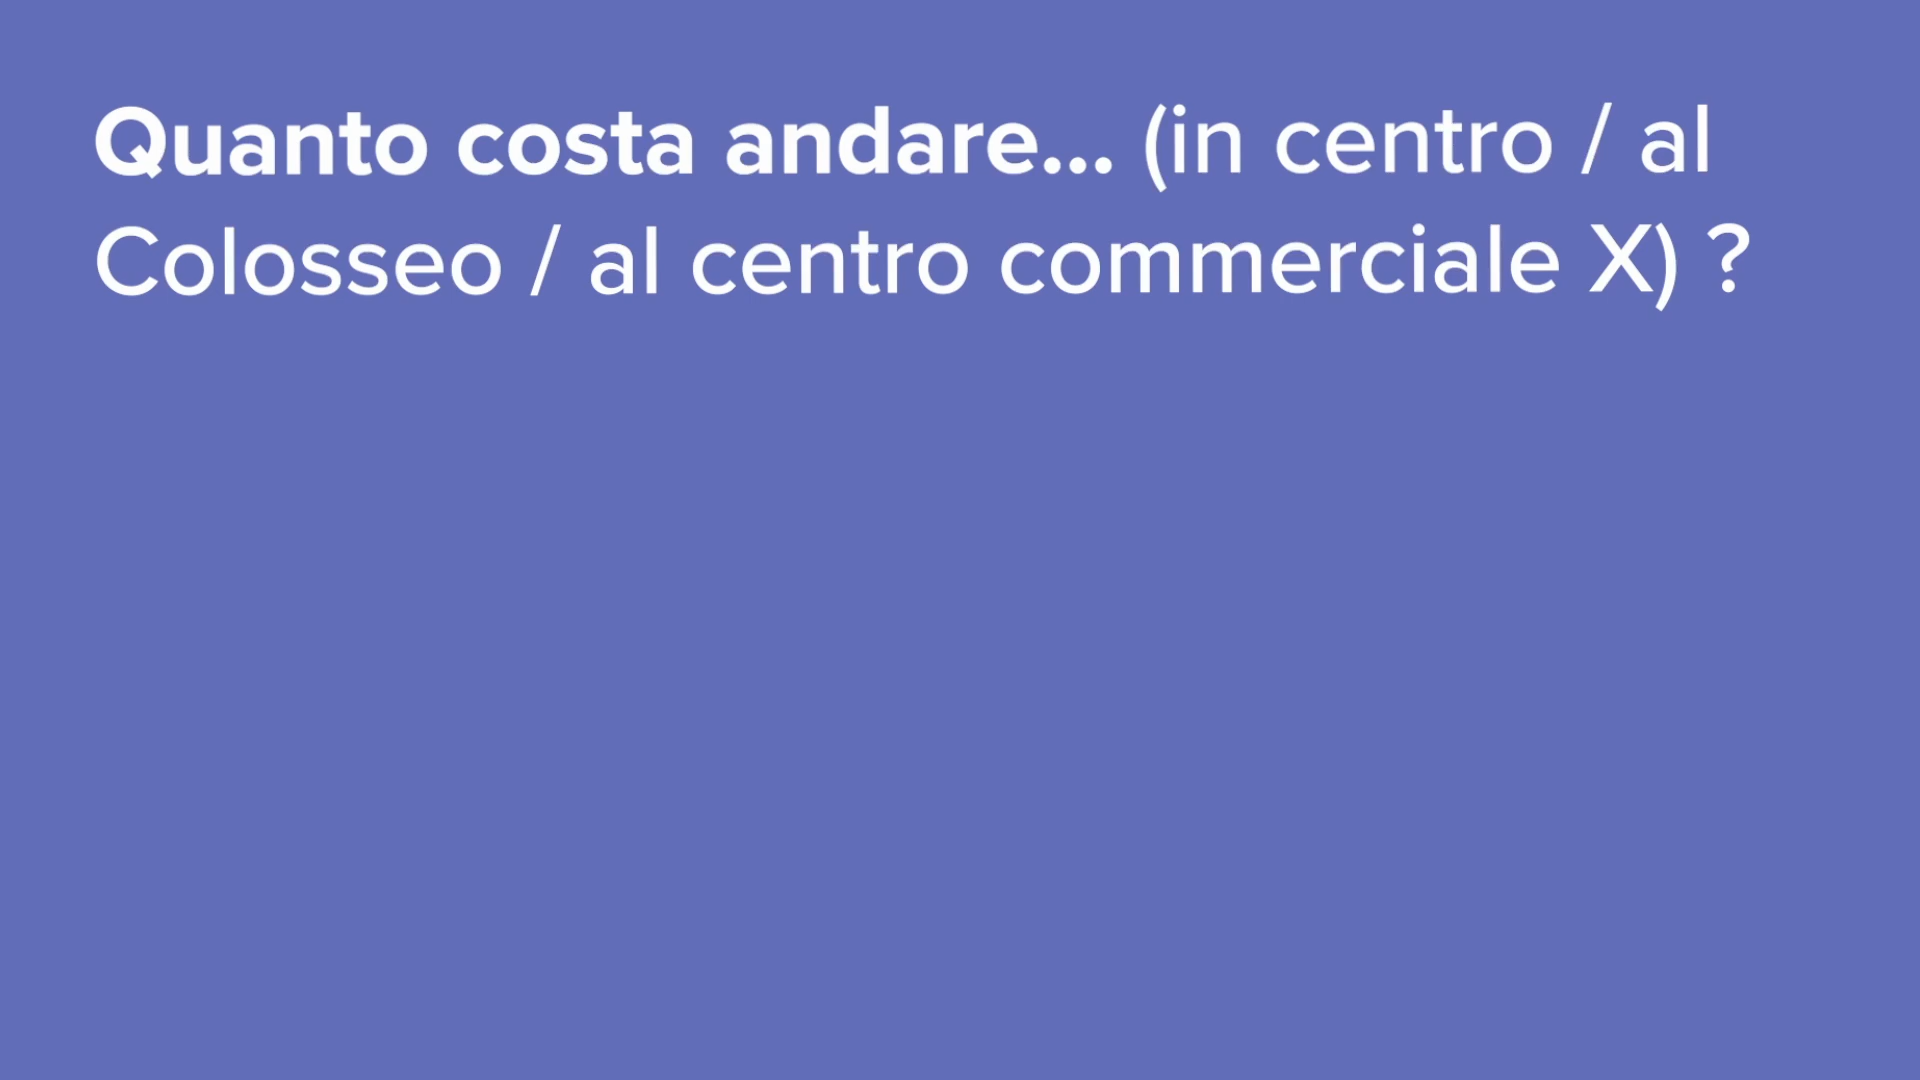 Quanto costa andare... (in centro / al
Colosseo / al centro commerciale X) ?